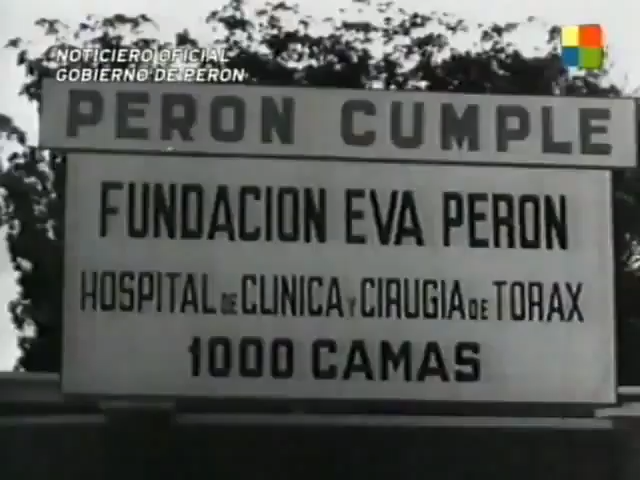 NOTICIERO OFICIAL
GOBIERNO DE PERON
PERON CUMPLE
FUNDACION EVA PERON
HOSPITAL DE CLINICA Y CIRUGIA DE TORAX
1000 CAMAS